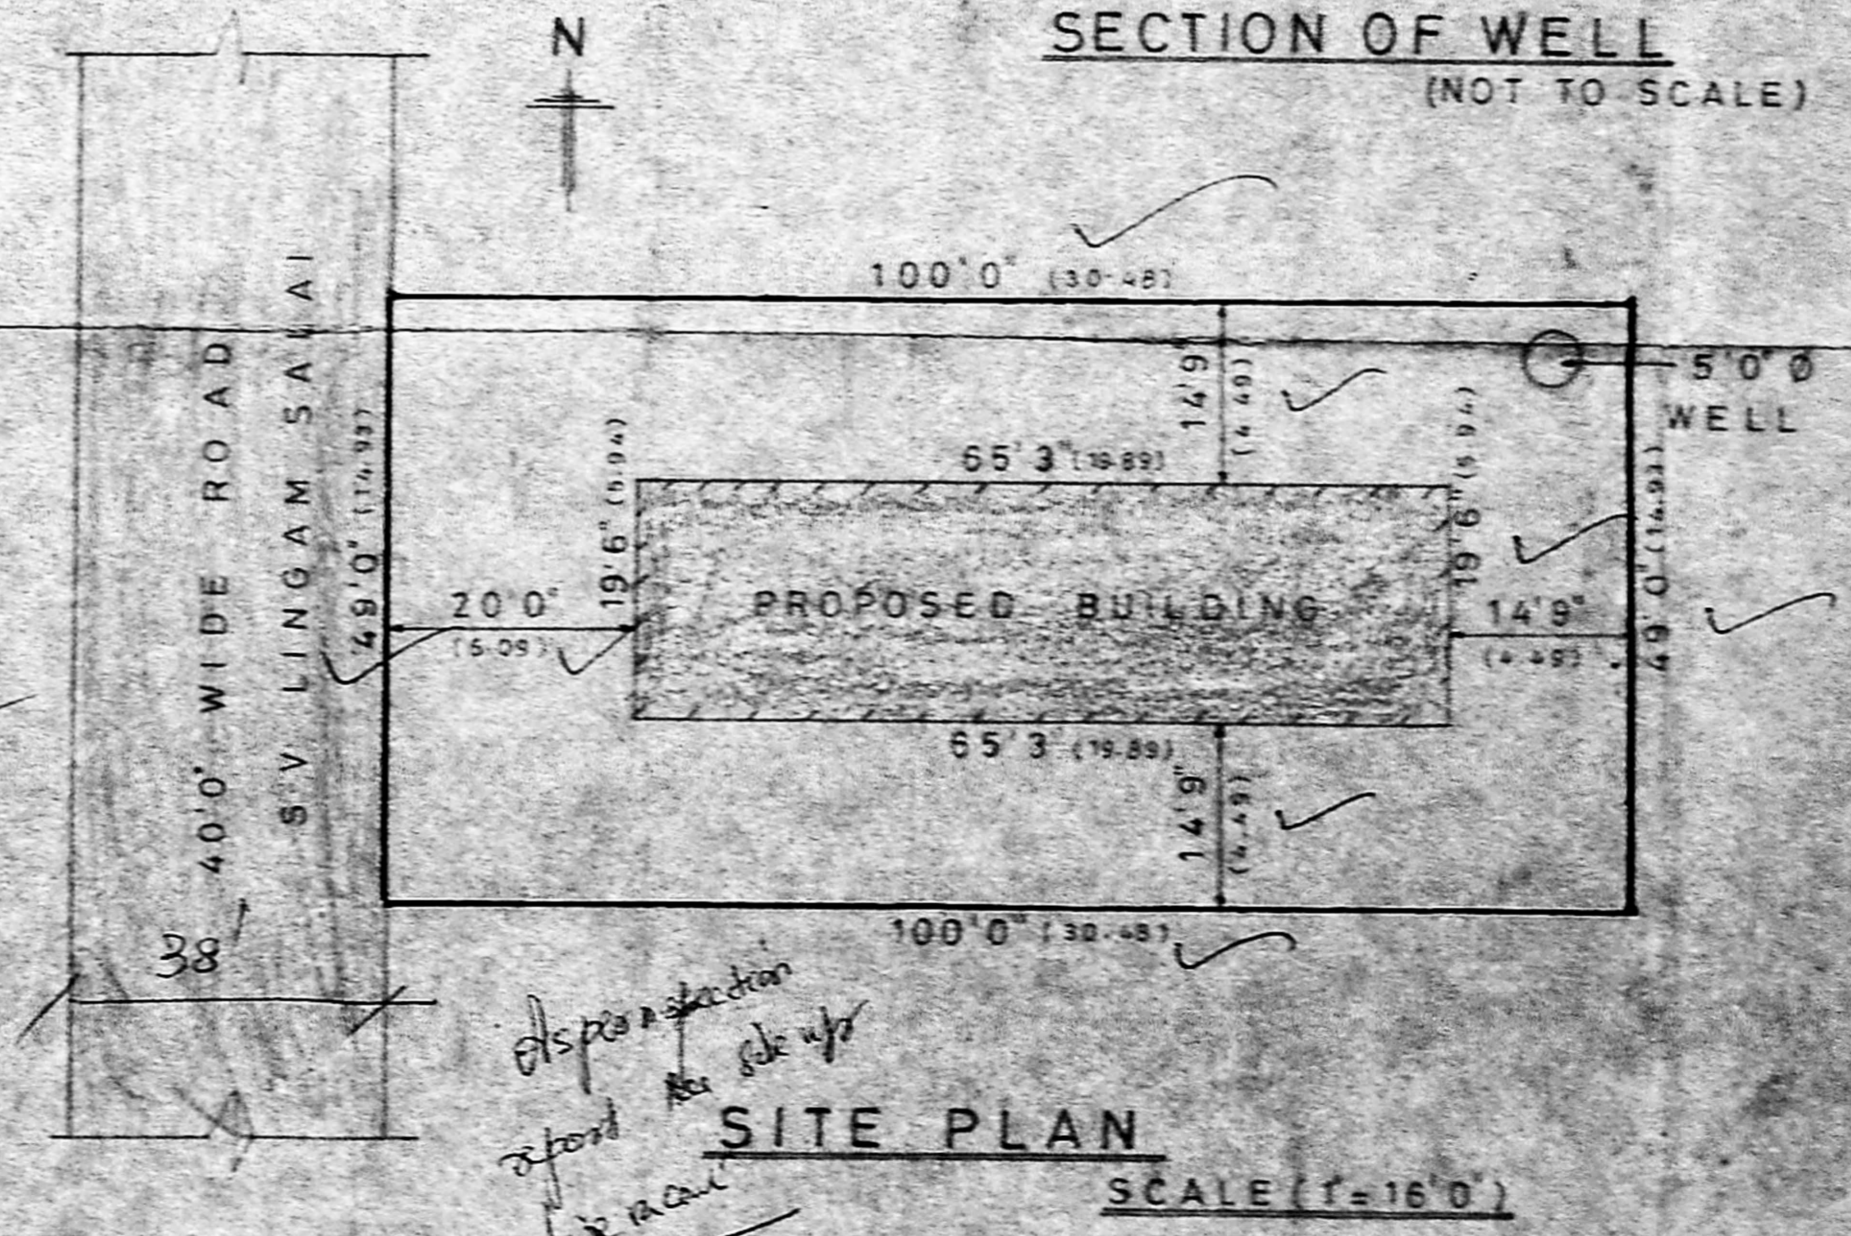 SECTION OF WELL
(NOT TO SCALE)
N
100'0" (30.48)
5'0" Ø
WELL
14'9"
(4.49)
65'3" (19.89)
40'0" WIDE ROAD
S.V LINGAM SALAI
49'0" (14.93)
20'0"
(6.09)
19'6" (5.94)
PROPOSED BUILDING
19'6" (5.94)
14'9"
(4.49)
49'0" (14.93)
65'3" (19.89)
14'9"
(4.49)
100'0" (30.48)
38'
report
SITE PLAN
SCALE (1"=16'0")